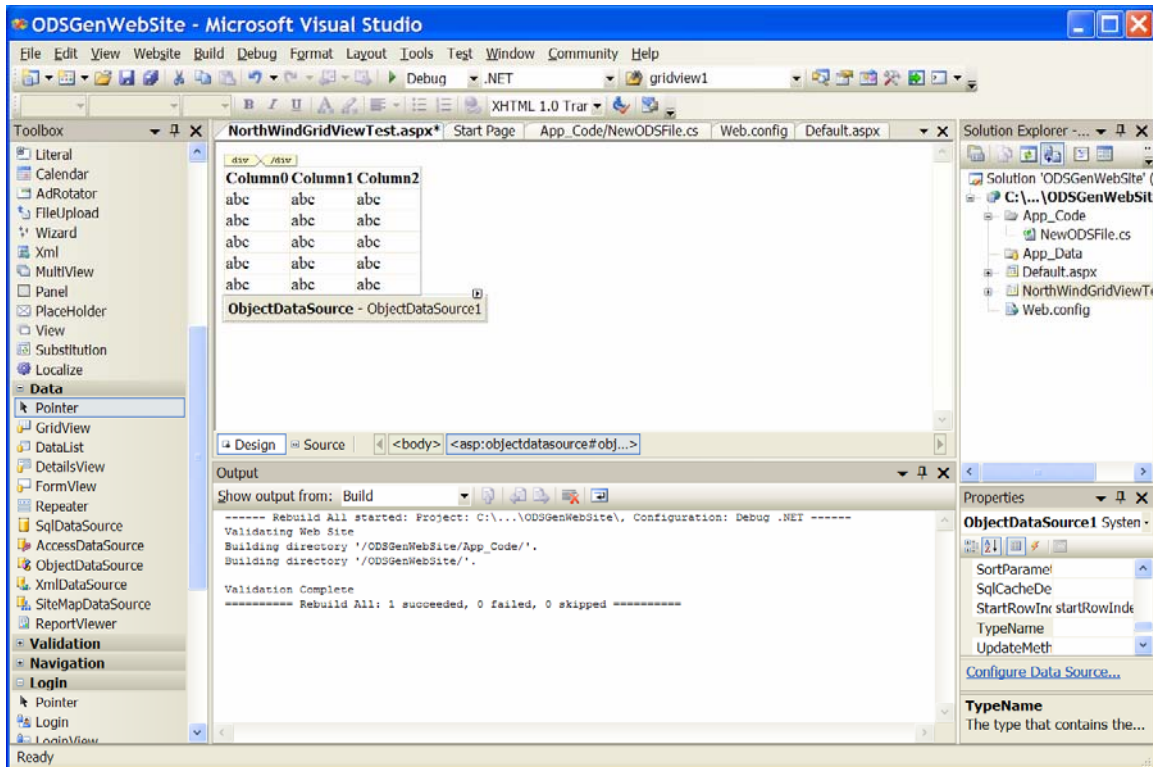 ODSGenWebSite - Microsoft Visual Studio
File Edit View Website Build Debug Format Layout Tools Test Window Community Help
Debug .NET gridview1
B I U A XHTML 1.0 Trar
Toolbox
Literal
Calendar
AdRotator
FileUpload
Wizard
Xml
MultiView
Panel
PlaceHolder
View
Substitution
Localize
Data
Pointer
GridView
DataList
DetailsView
FormView
Repeater
SqlDataSource
AccessDataSource
ObjectDataSource
XmlDataSource
SiteMapDataSource
ReportViewer
Validation
Navigation
Login
Pointer
Login
LoginView
NorthWindGridViewTest.aspx* Start Page App_Code/NewODSFile.cs Web.config Default.aspx
div /div
Column0 Column1 Column2
abc abc abc
abc abc abc
abc abc abc
abc abc abc
abc abc abc
ObjectDataSource - ObjectDataSource1
Design Source <body> <asp:objectdatasource#obj...>
Output
Show output from: Build
------ Rebuild All started: Project: C:\...\ODSGenWebSite\, Configuration: Debug .NET ------
Validating Web Site
Building directory '/ODSGenWebSite/App_Code/'.
Building directory '/ODSGenWebSite/'.
Validation Complete
========== Rebuild All: 1 succeeded, 0 failed, 0 skipped ==========
Solution Explorer -...
Solution 'ODSGenWebSite' (
C:\...\ODSGenWebSit
App_Code
NewODSFile.cs
App_Data
Default.aspx
NorthWindGridViewTe
Web.config
Properties
ObjectDataSource1 System
SortParamet
SqlCacheDe
StartRowInc startRowInde
TypeName
UpdateMeth
Configure Data Source...
TypeName
The type that contains the...
Ready